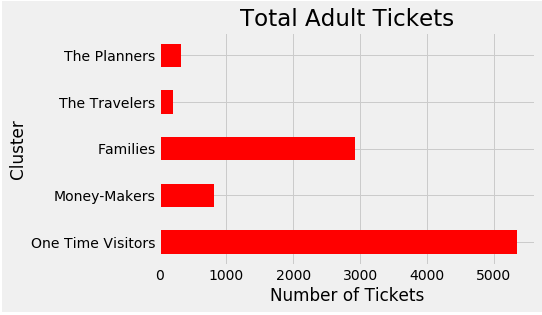 Total Adult Tickets
The Planners
The Travelers
Families
Money-Makers
One Time Visitors
Cluster
0 1000 2000 3000 4000 5000
Number of Tickets